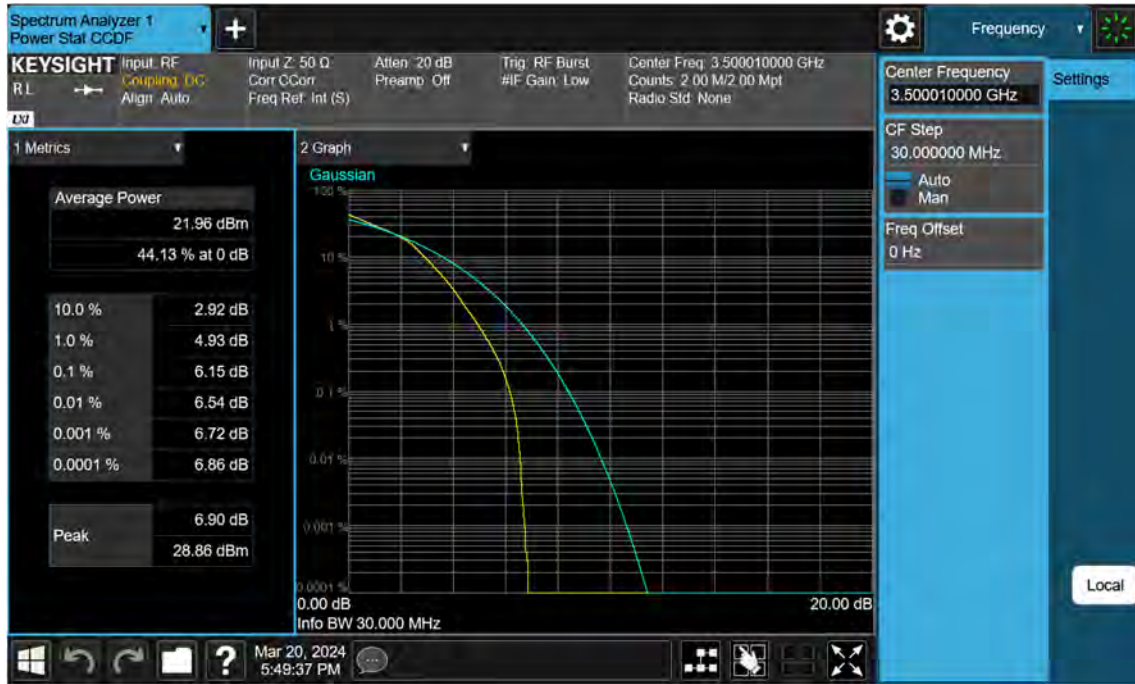 Spectrum Analyzer 1
Power Stat CCDF
+
Frequency
KEYSIGHT
RL
LXI
Input: RF
Coupling: DC
Align: Auto
Input Z: 50 Ω
Corr CCorr
Freq Ref: Int (S)
Atten: 20 dB
Preamp: Off
Trig: RF Burst
#IF Gain: Low
Center Freq: 3.500010000 GHz
Counts: 2.00 M/2.00 Mpt
Radio Std: None
Center Frequency
3.500010000 GHz
Settings
CF Step
30.000000 MHz
Auto
Man
Freq Offset
0 Hz
1 Metrics
Average Power
21.96 dBm
44.13 % at 0 dB
10.0 % 2.92 dB
1.0 % 4.93 dB
0.1 % 6.15 dB
0.01 % 6.54 dB
0.001 % 6.72 dB
0.0001 % 6.86 dB
Peak 6.90 dB
28.86 dBm
2 Graph
Gaussian
100 %
10 %
1 %
0.1 %
0.01 %
0.001 %
0.0001 %
0.00 dB 20.00 dB
Info BW 30.000 MHz
Local
?
Mar 20, 2024
5:49:37 PM